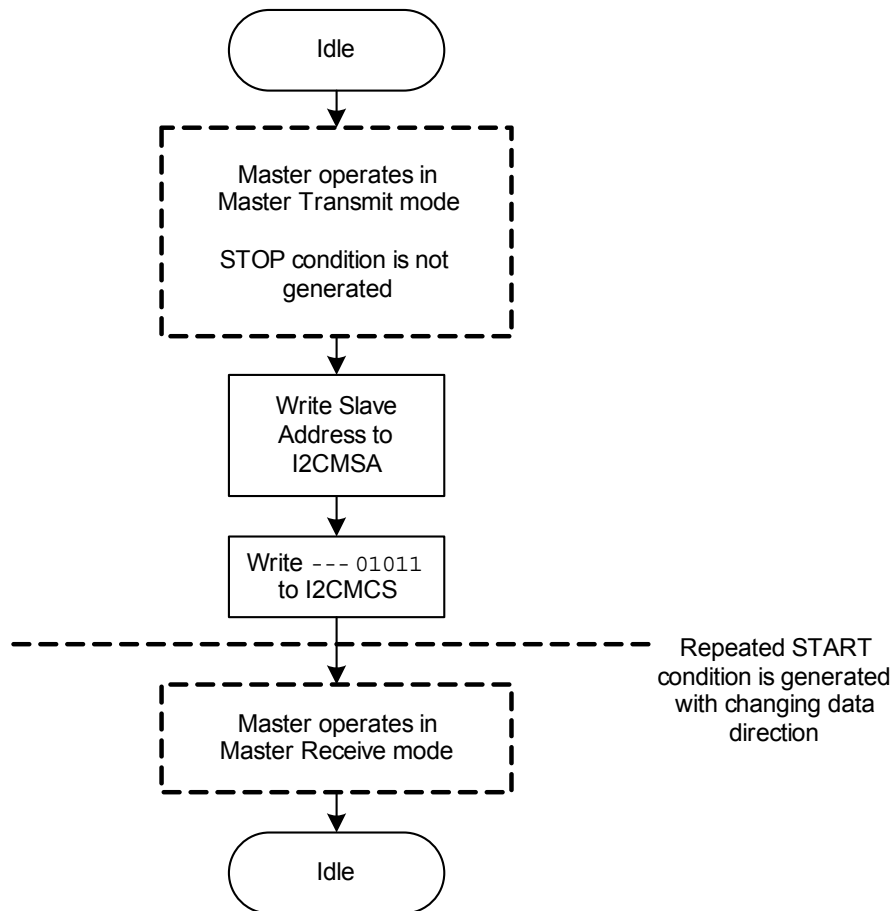 Idle
Master operates in
Master Transmit mode
STOP condition is not
generated
Write Slave
Address to
I2CMSA
Write --- 01011
to I2CMCS
Repeated START
condition is generated
with changing data
direction
Master operates in
Master Receive mode
Idle